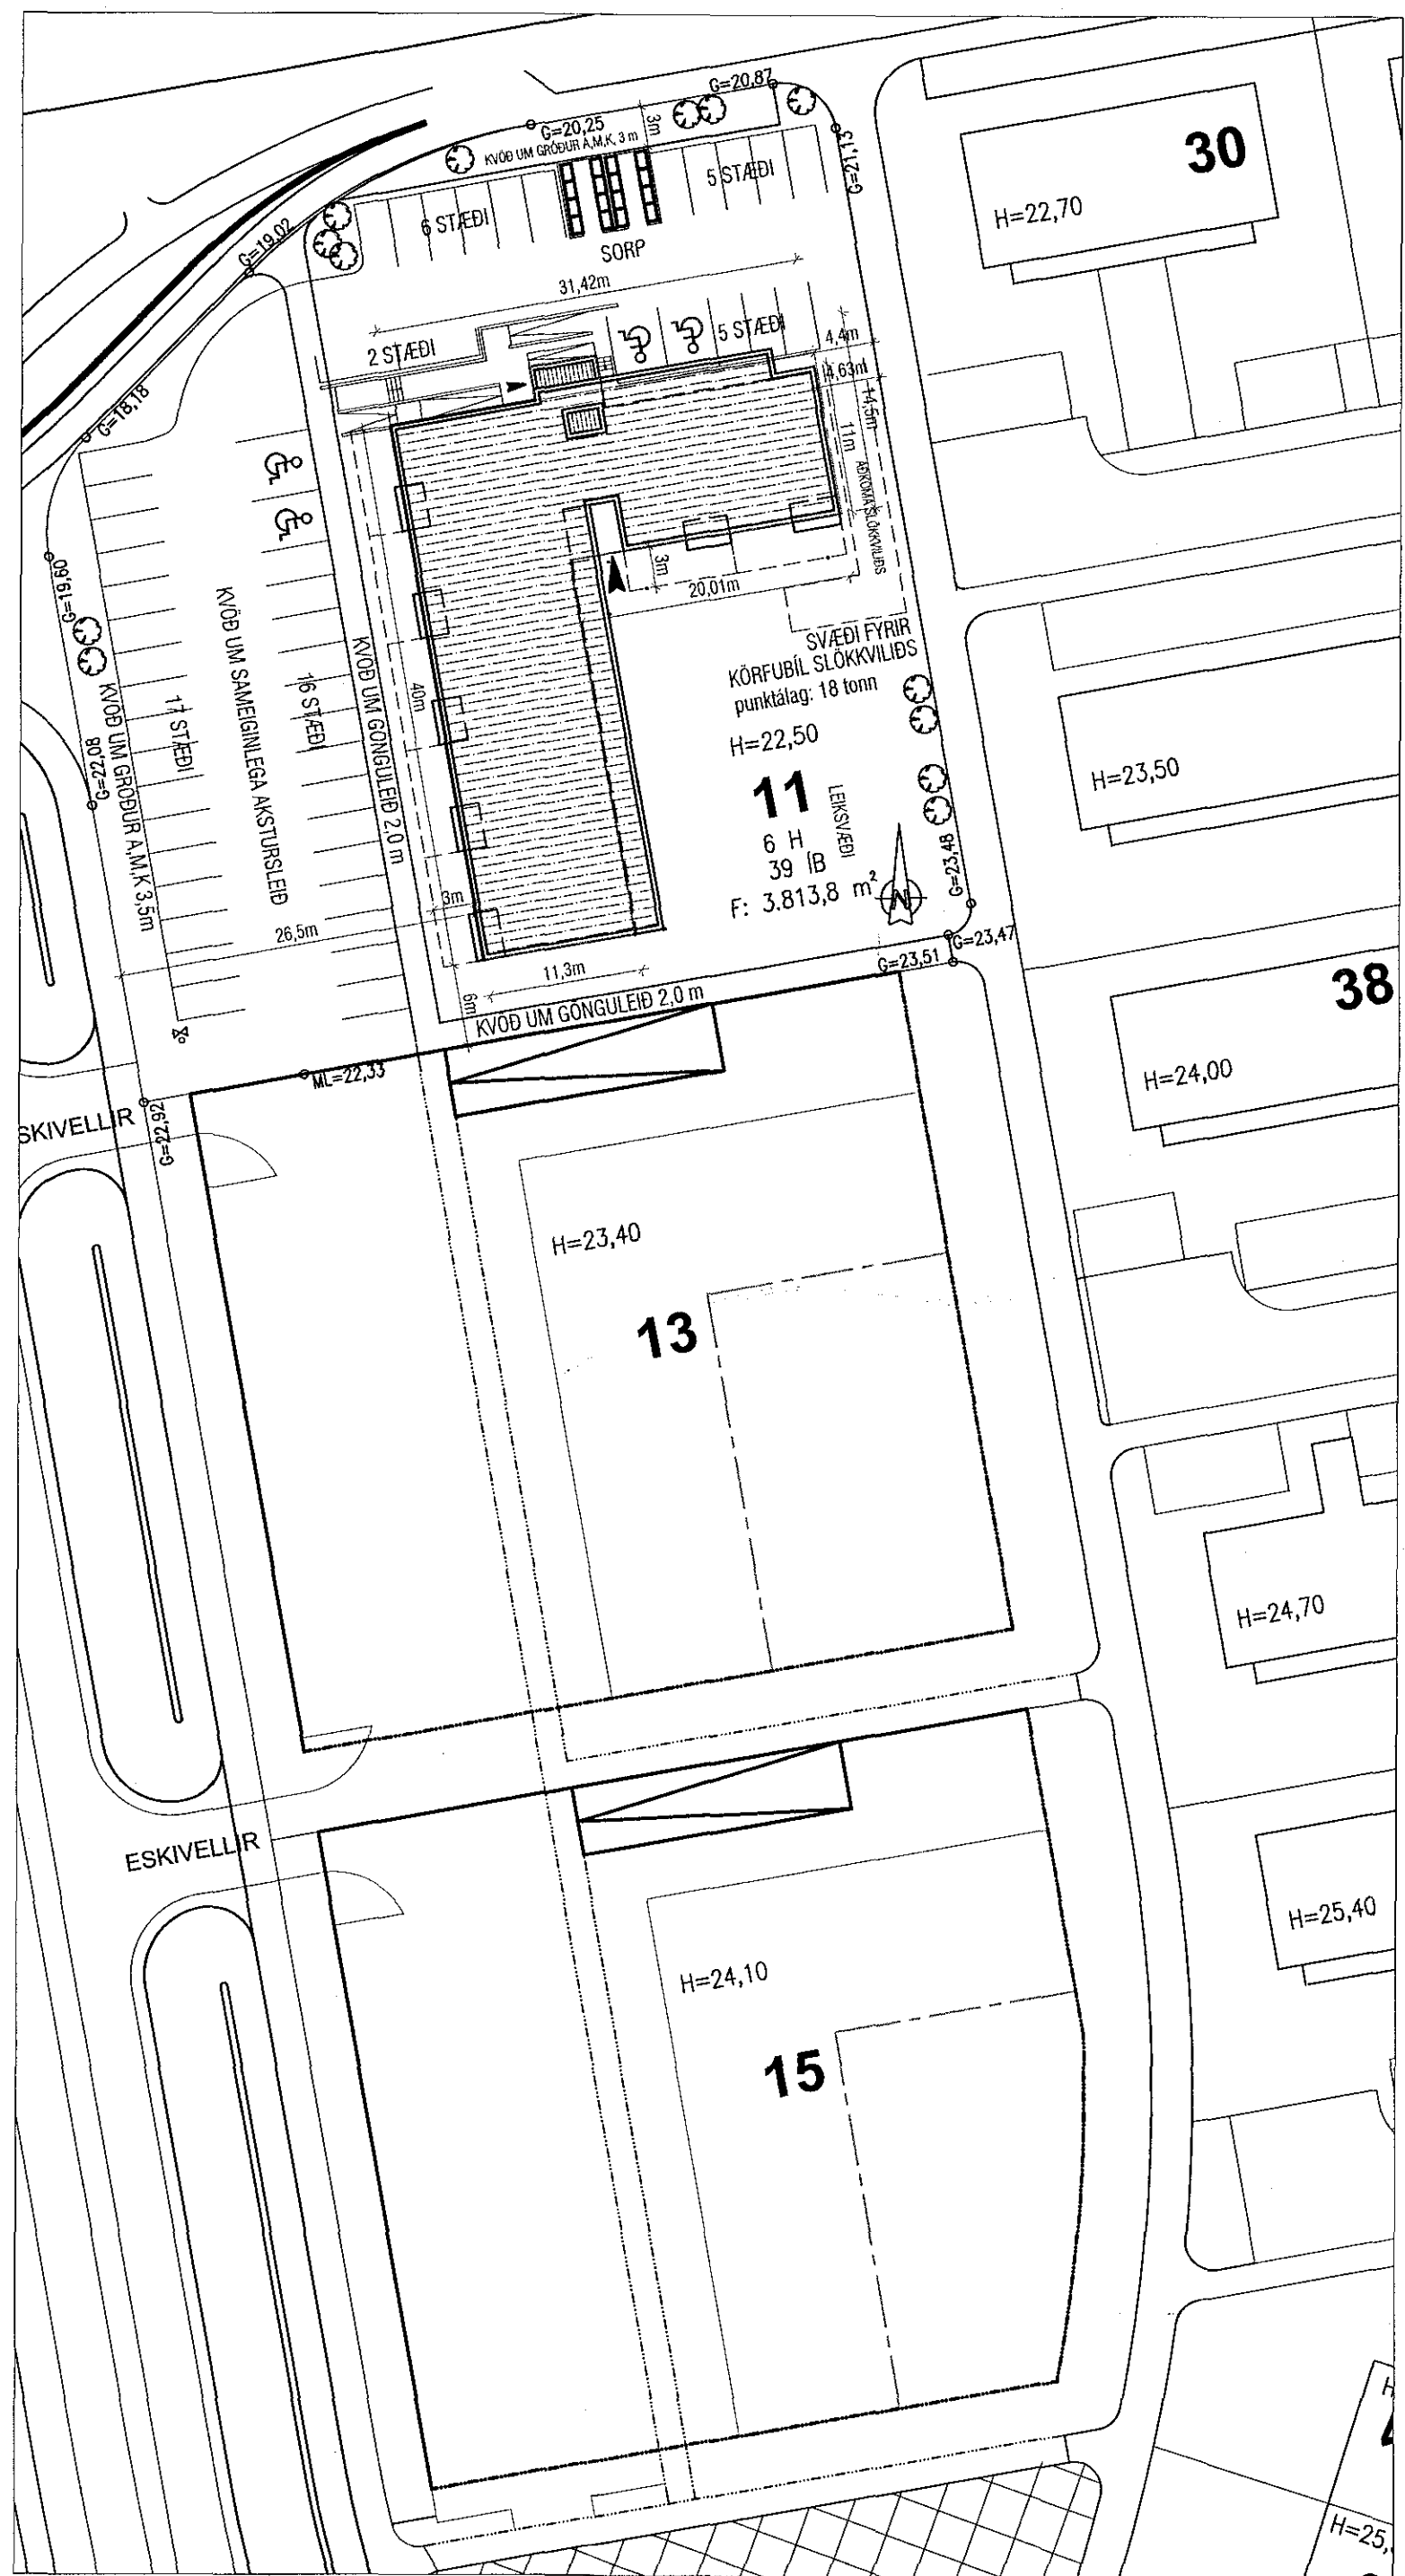 G=20,87
G=20,25
KVÖÐ UM GRÓÐUR A,M,K, 3 m
3m
G=21,13
30
H=22,70
5 STÆÐI
6 STÆÐI
SORP
G=19,02
31,42m
2 STÆÐI
5 STÆÐI
4,4m
4,63m
14,5m
11m
AÐKOMA SLÖKKVILIÐS
G=18,18
G=19,60
3m
20,01m
KVÖÐ UM SAMEIGINLEGA AKSTURSLEIÐ
KVÖÐ UM GÖNGULEIÐ 2,0 m
16 STÆÐI
17 STÆÐI
KVÖÐ UM GRÓÐUR A,M,K 3,5m
G=22,08
40m
SVÆÐI FYRIR
KÖRFUBÍL SLÖKKVILIÐS
punktálag: 18 tonn
H=22,50
11
6 H
39 ÍB
F: 3.813,8 m²
LEIKSVÆÐI
N
H=23,50
G=23,48
G=23,47
G=23,51
3m
26,5m
11,3m
6m
KVÖÐ UM GÖNGULEIÐ 2,0 m
38
H=24,00
ML=22,33
SKIVELLIR
G=22,92
H=23,40
13
H=24,70
ESKIVELLIR
H=25,40
H=24,10
15
H
H=25,